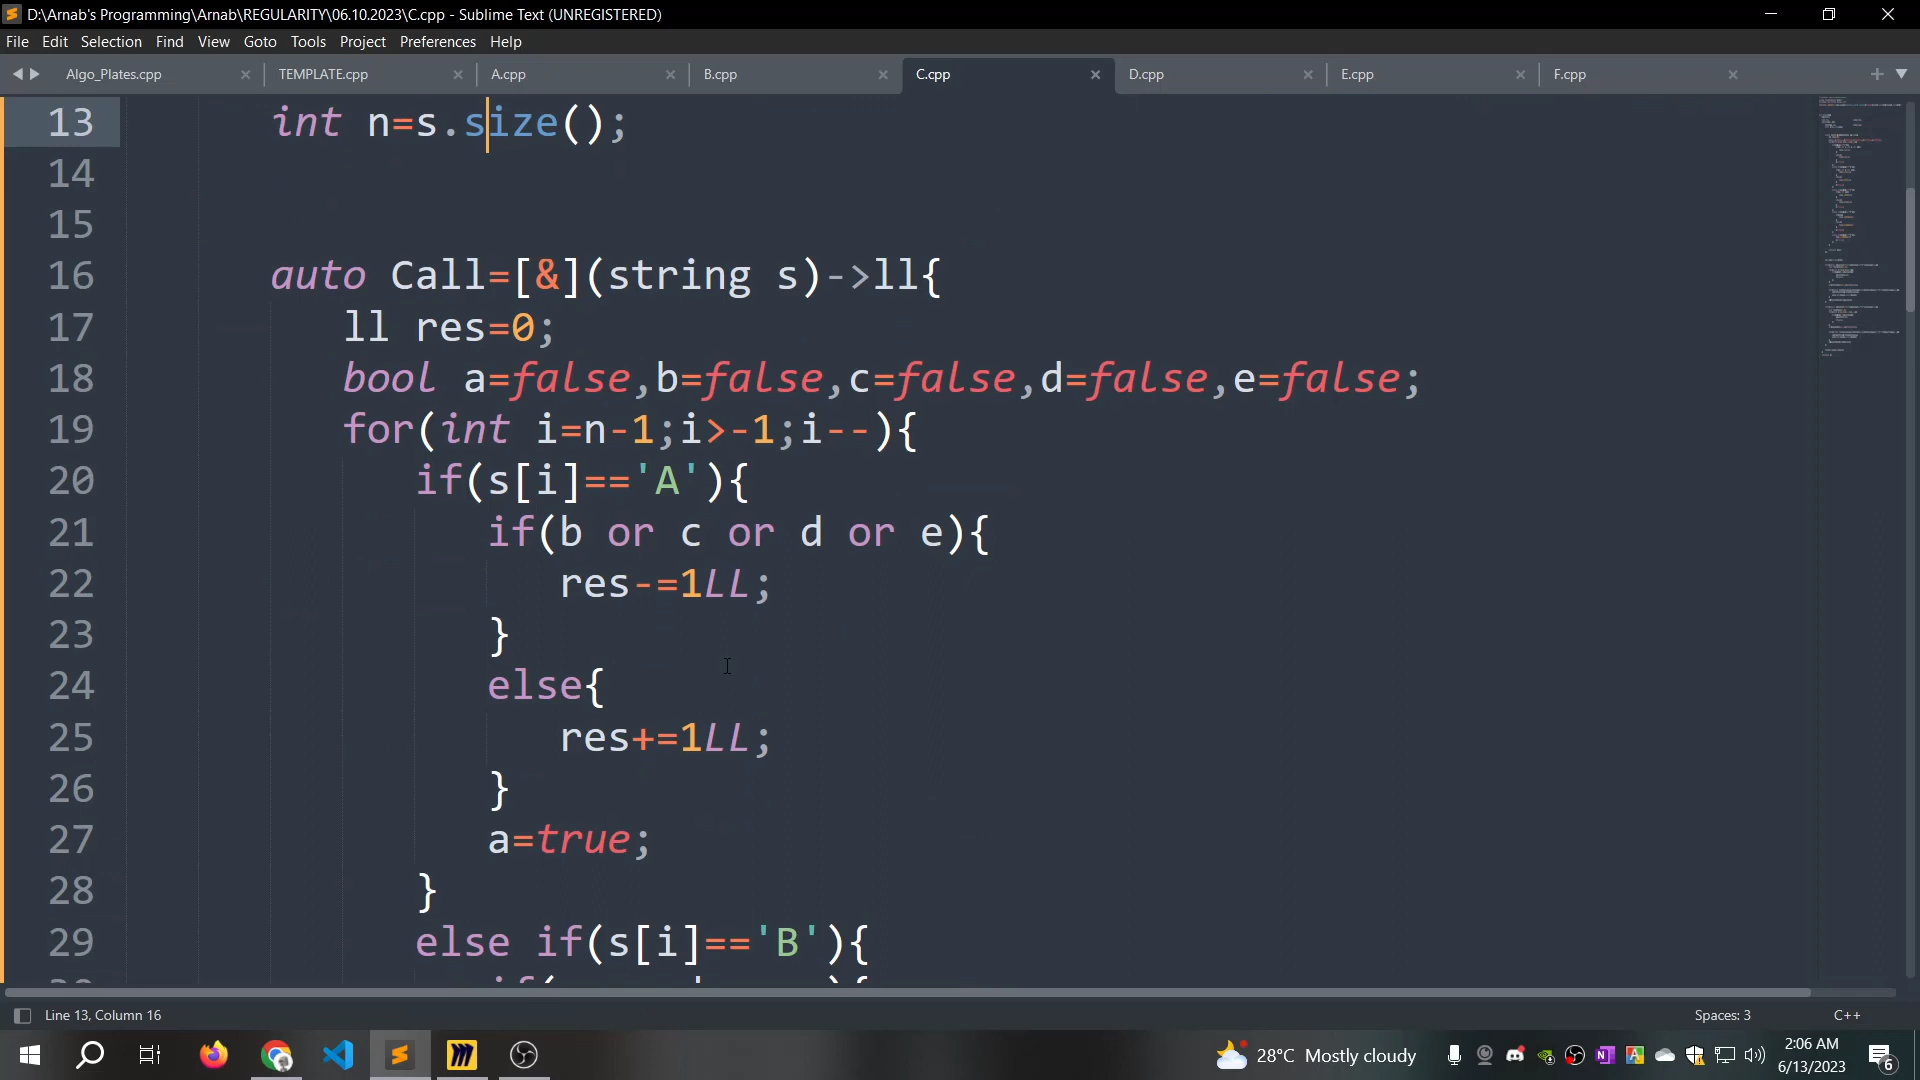 D:\Arnab's Programming\Arnab\REGULARITY\06.10.2023\C.cpp - Sublime Text (UNREGISTERED)
File Edit Selection Find View Goto Tools Project Preferences Help
Algo_Plates.cpp TEMPLATE.cpp A.cpp B.cpp C.cpp D.cpp E.cpp F.cpp
13 int n=s.size();
14
15
16 auto Call=[&](string s)->ll{
17 ll res=0;
18 bool a=false,b=false,c=false,d=false,e=false;
19 for(int i=n-1;i>-1;i--){
20 if(s[i]=='A'){
21 if(b or c or d or e){
22 res-=1LL;
23 }
24 else{
25 res+=1LL;
26 }
27 a=true;
28 }
29 else if(s[i]=='B'){
Line 13, Column 16 Spaces: 3 C++
28°C Mostly cloudy
2:06 AM
6/13/2023
6